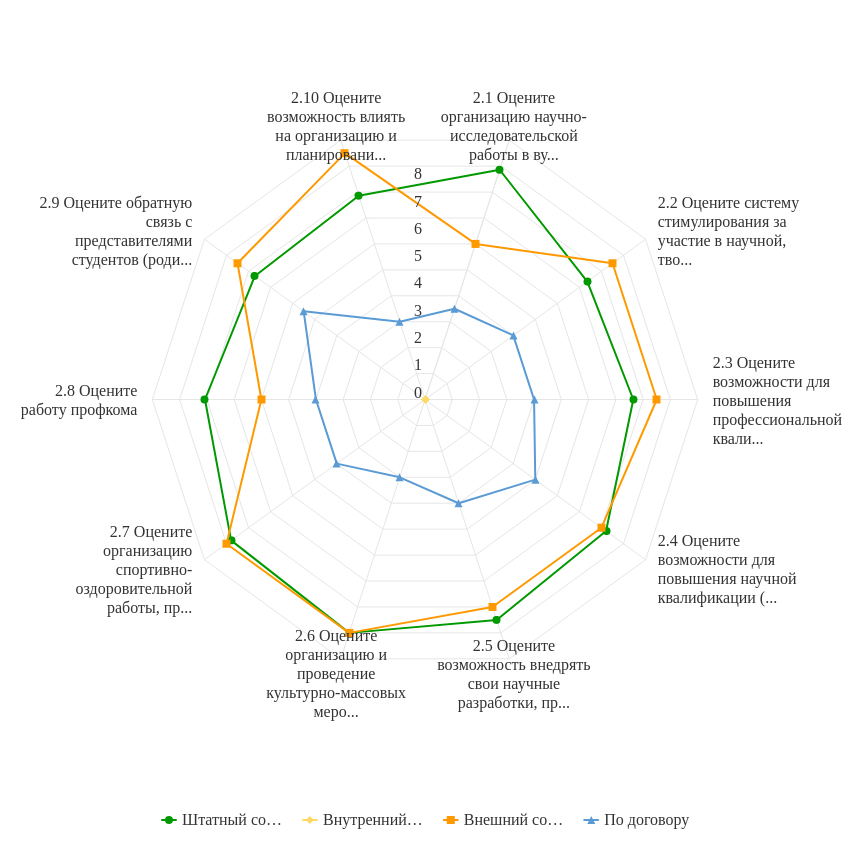 2.10 Оцените
возможность влиять
на организацию и
планировани...
2.1 Оцените
организацию научно-
исследовательской
работы в ву...
2.9 Оцените обратную
связь с
представителями
студентов (роди...
2.2 Оцените систему
стимулирования за
участие в научной,
тво...
8
7
6
5
4
3
2
1
0
2.8 Оцените
работу профкома
2.3 Оцените
возможности для
повышения
профессиональной
квали...
2.7 Оцените
организацию
спортивно-
оздоровительной
работы, пр...
2.4 Оцените
возможности для
повышения научной
квалификации (...
2.6 Оцените
организацию и
проведение
культурно-массовых
меро...
2.5 Оцените
возможность внедрять
свои научные
разработки, пр...
Штатный со… Внутренний… Внешний со… По договору